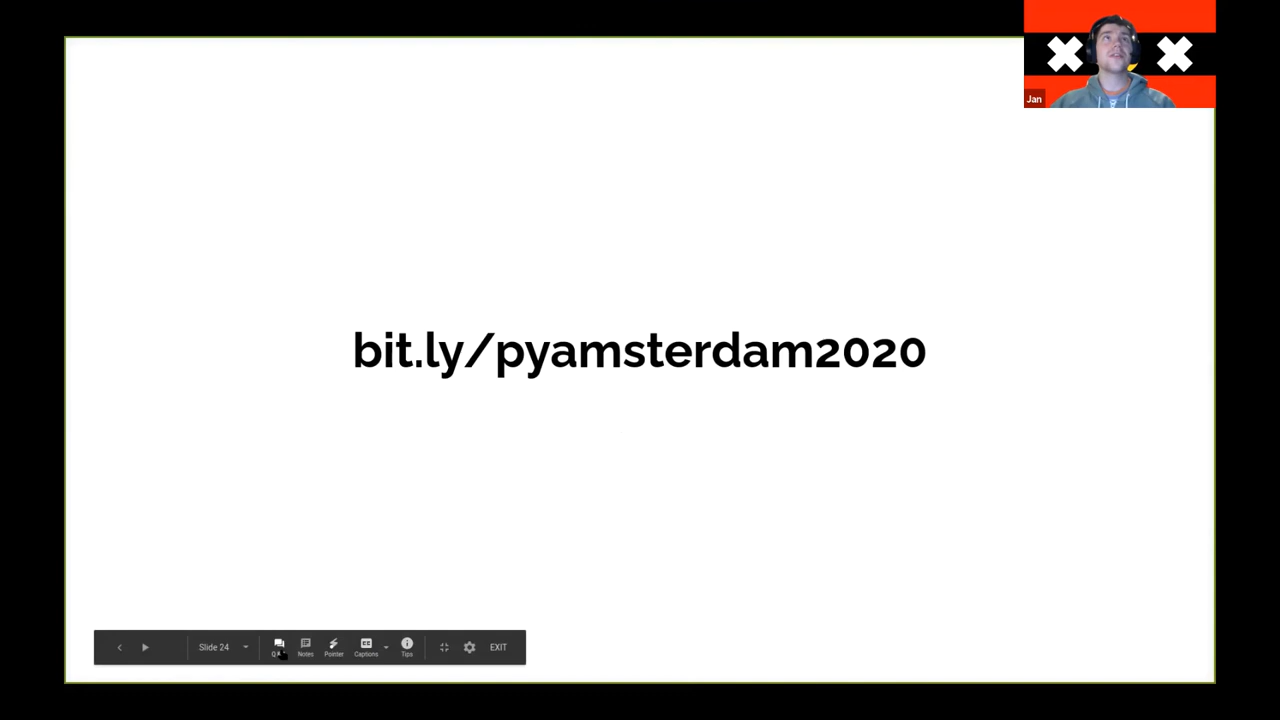 Jan
bit.ly/pyamsterdam2020
Slide 24
Notes
Pointer
Captions
Tips
EXIT